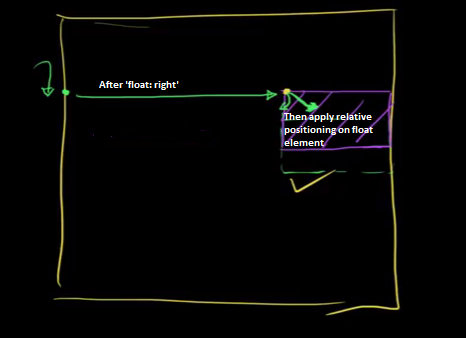 After 'float: right'
Then apply relative
positioning on float
element